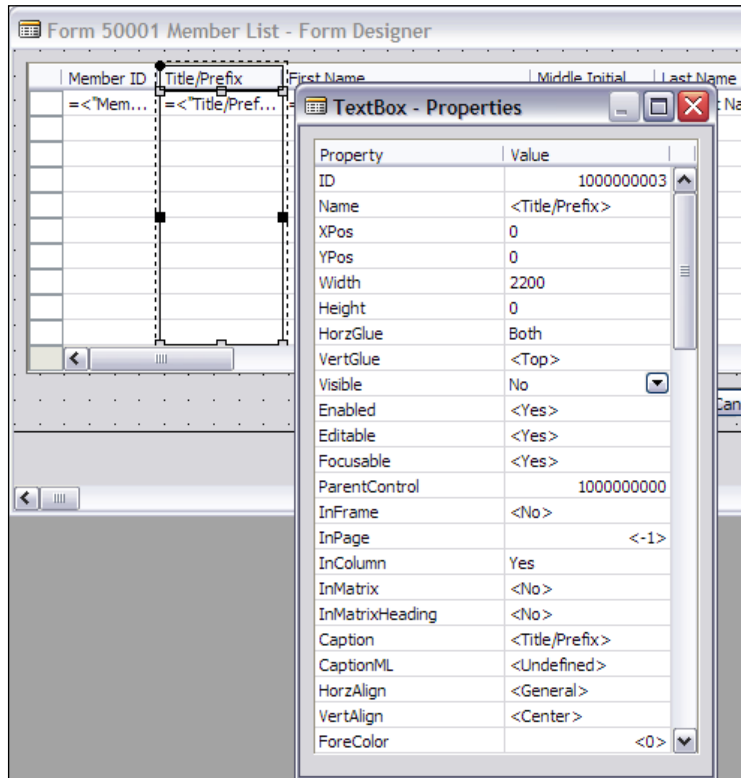 Form 50001 Member List - Form Designer
Member ID Title/Prefix First Name Middle Initial Last Name
=<"Mem... =<"Title/Pref...
TextBox - Properties
Property Value
ID 1000000003
Name <Title/Prefix>
XPos 0
YPos 0
Width 2200
Height 0
HorzGlue Both
VertGlue <Top>
Visible No
Enabled <Yes>
Editable <Yes>
Focusable <Yes>
ParentControl 1000000000
InFrame <No>
InPage <-1>
InColumn Yes
InMatrix <No>
InMatrixHeading <No>
Caption <Title/Prefix>
CaptionML <Undefined>
HorzAlign <General>
VertAlign <Center>
ForeColor <0>